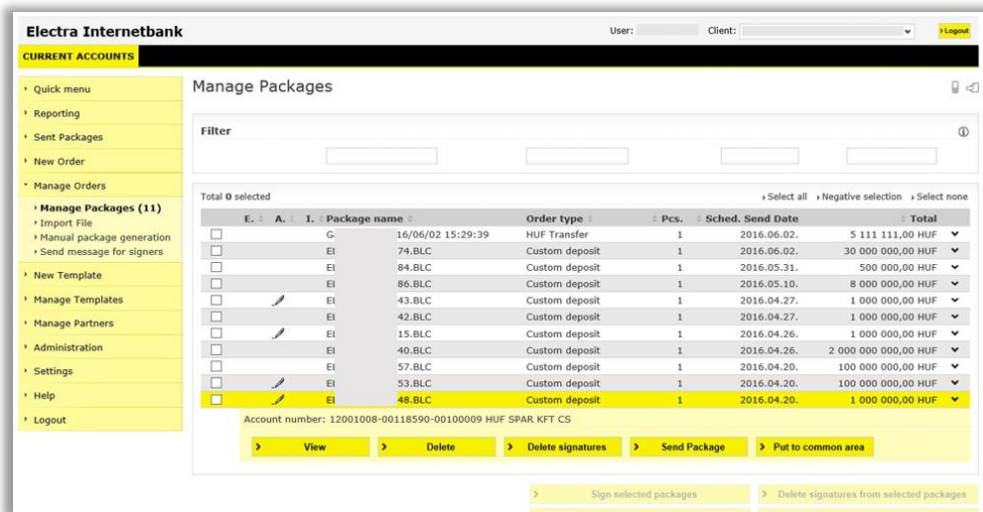 Electra Internetbank
User: Client: Logout
CURRENT ACCOUNTS
Quick menu
Reporting
Sent Packages
New Order
Manage Orders
Manage Packages (11)
Import File
Manual package generation
Send message for signers
New Template
Manage Templates
Manage Partners
Administration
Settings
Help
Logout
Manage Packages
Filter
Total 0 selected Select all Negative selection Select none
E. A. I. Package name Order type Pcs. Sched. Send Date Total
G 16/06/02 15:29:39 HUF Transfer 1 2016.06.02. 5 111 111,00 HUF
El 74.BLC Custom deposit 1 2016.06.02. 30 000 000,00 HUF
El 84.BLC Custom deposit 1 2016.05.31. 500 000,00 HUF
El 86.BLC Custom deposit 1 2016.05.10. 8 000 000,00 HUF
El 43.BLC Custom deposit 1 2016.04.27. 1 000 000,00 HUF
El 42.BLC Custom deposit 1 2016.04.27. 1 000 000,00 HUF
El 15.BLC Custom deposit 1 2016.04.26. 1 000 000,00 HUF
El 40.BLC Custom deposit 1 2016.04.26. 2 000 000 000,00 HUF
El 57.BLC Custom deposit 1 2016.04.20. 100 000 000,00 HUF
El 53.BLC Custom deposit 1 2016.04.20. 100 000 000,00 HUF
El 48.BLC Custom deposit 1 2016.04.20. 1 000 000,00 HUF
Account number: 12001008-00118590-00100009 HUF SPAR KFT CS
View Delete Delete signatures Send Package Put to common area
Sign selected packages Delete signatures from selected packages